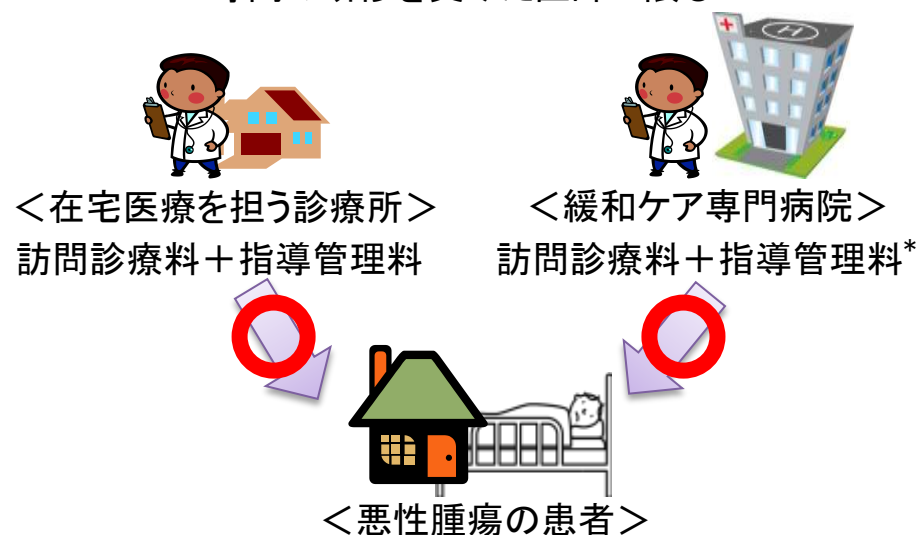 <在宅医療を担う診療所>
<緩和ケア専門病院>
訪問診療料+指導管理料
訪問診療料+指導管理料*
<悪性腫瘍の患者>